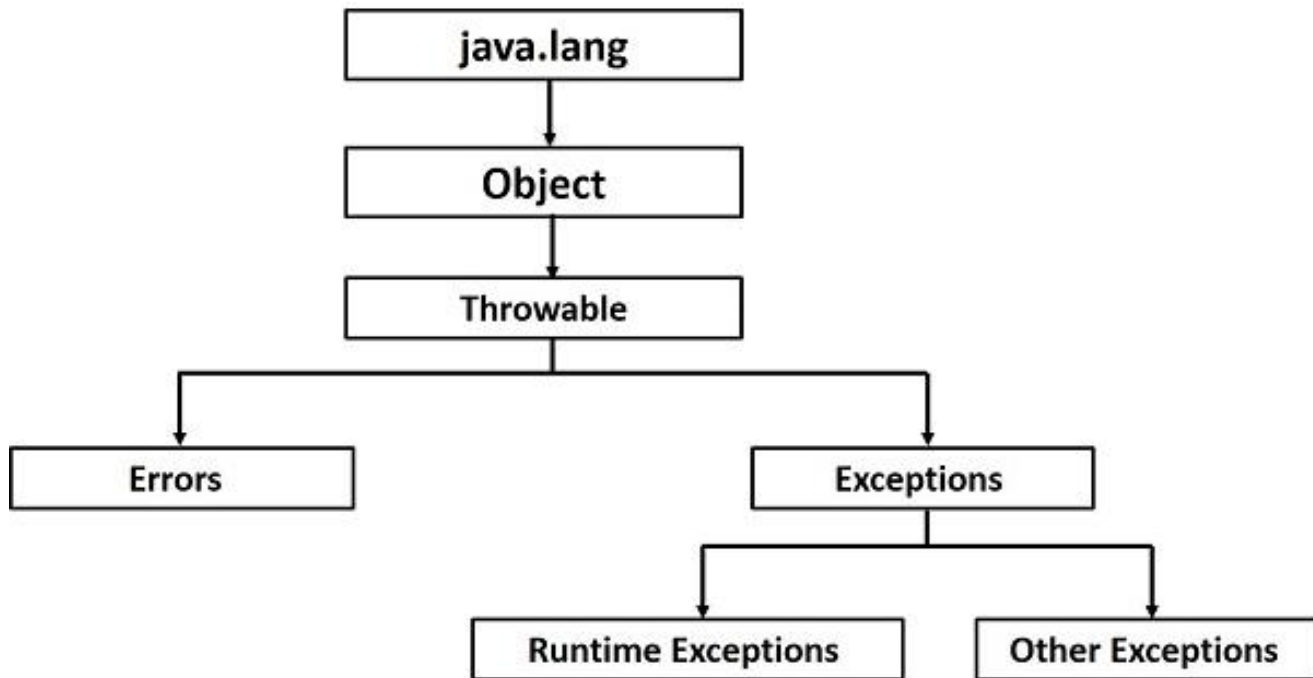 java.lang
Object
Throwable
Errors
Exceptions
Runtime Exceptions
Other Exceptions